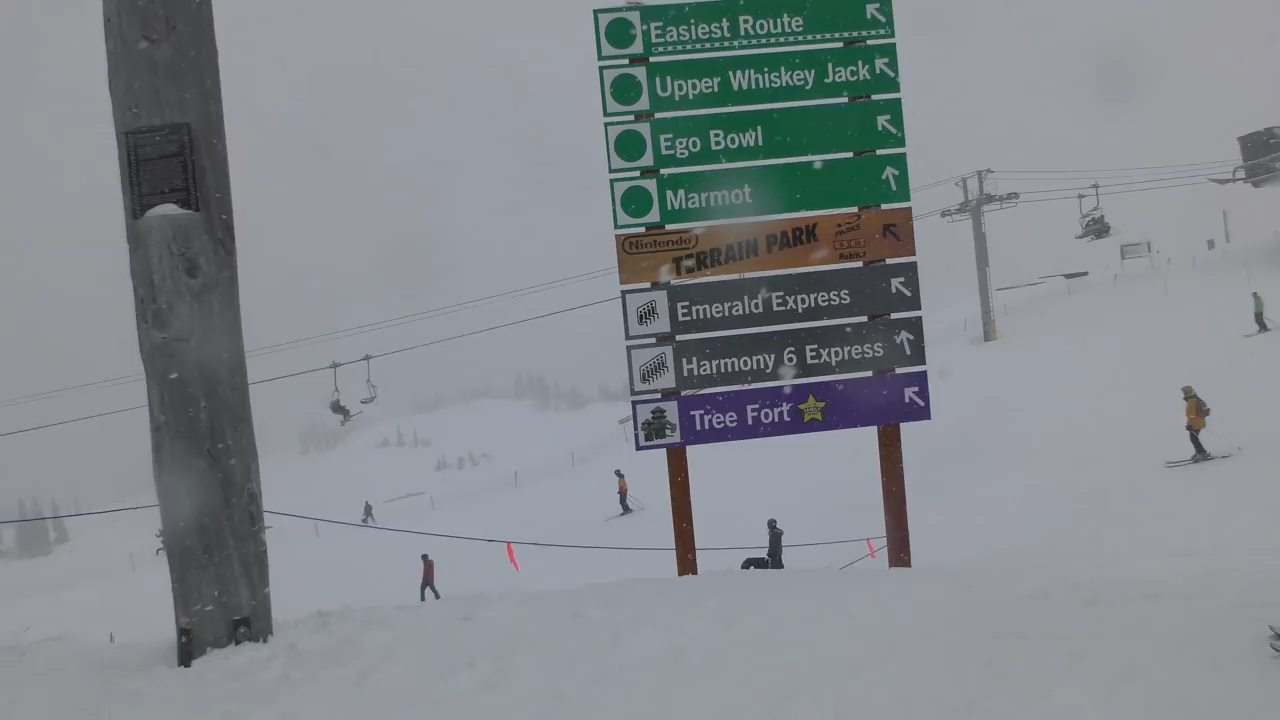 Easiest Route
Upper Whiskey Jack
Ego Bowl
Marmot
Nintendo
TERRAIN PARK
Emerald Express
Harmony 6 Express
Tree Fort